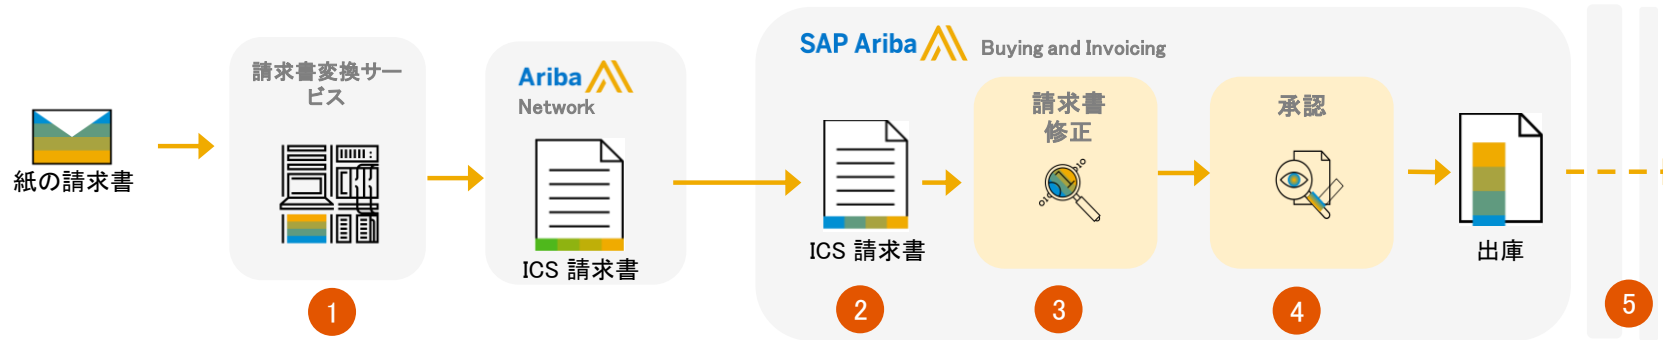 紙の請求書
請求書変換サー
ビス
1
Ariba
Network
ICS 請求書
SAP Ariba
Buying and Invoicing
ICS 請求書
2
請求書
修正
3
承認
4
出庫
5